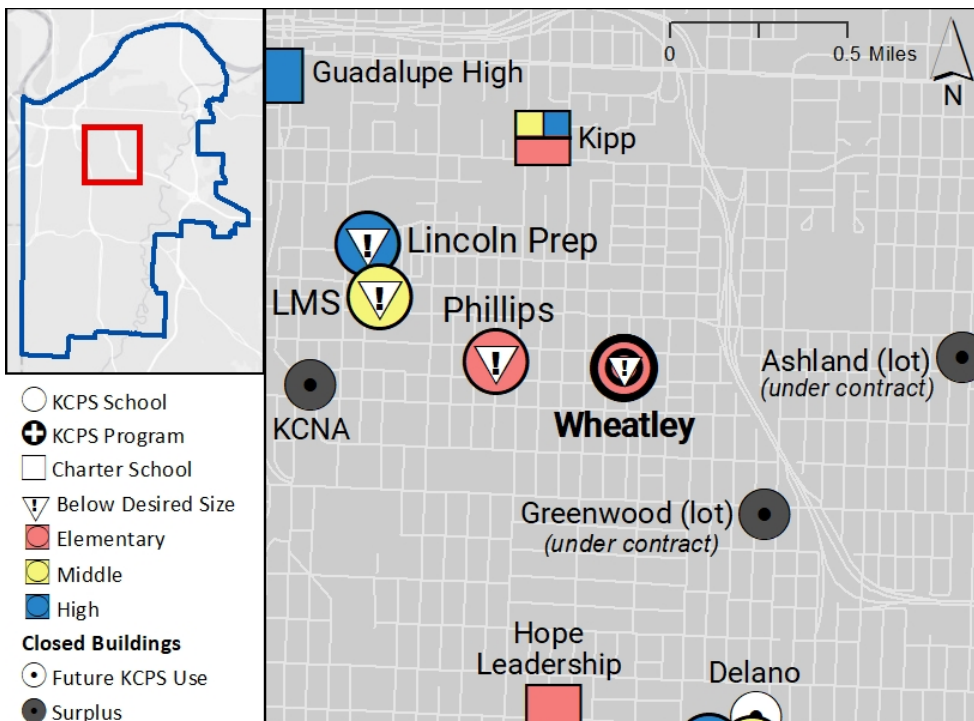 Guadalupe High
0
0.5 Miles
N
Kipp
Lincoln Prep
LMS
Phillips
Ashland (lot)
(under contract)
KCNA
Wheatley
Greenwood (lot)
(under contract)
Hope
Leadership
Delano
KCPS School
KCPS Program
Charter School
! Below Desired Size
Elementary
Middle
High
Closed Buildings
Future KCPS Use
Surplus